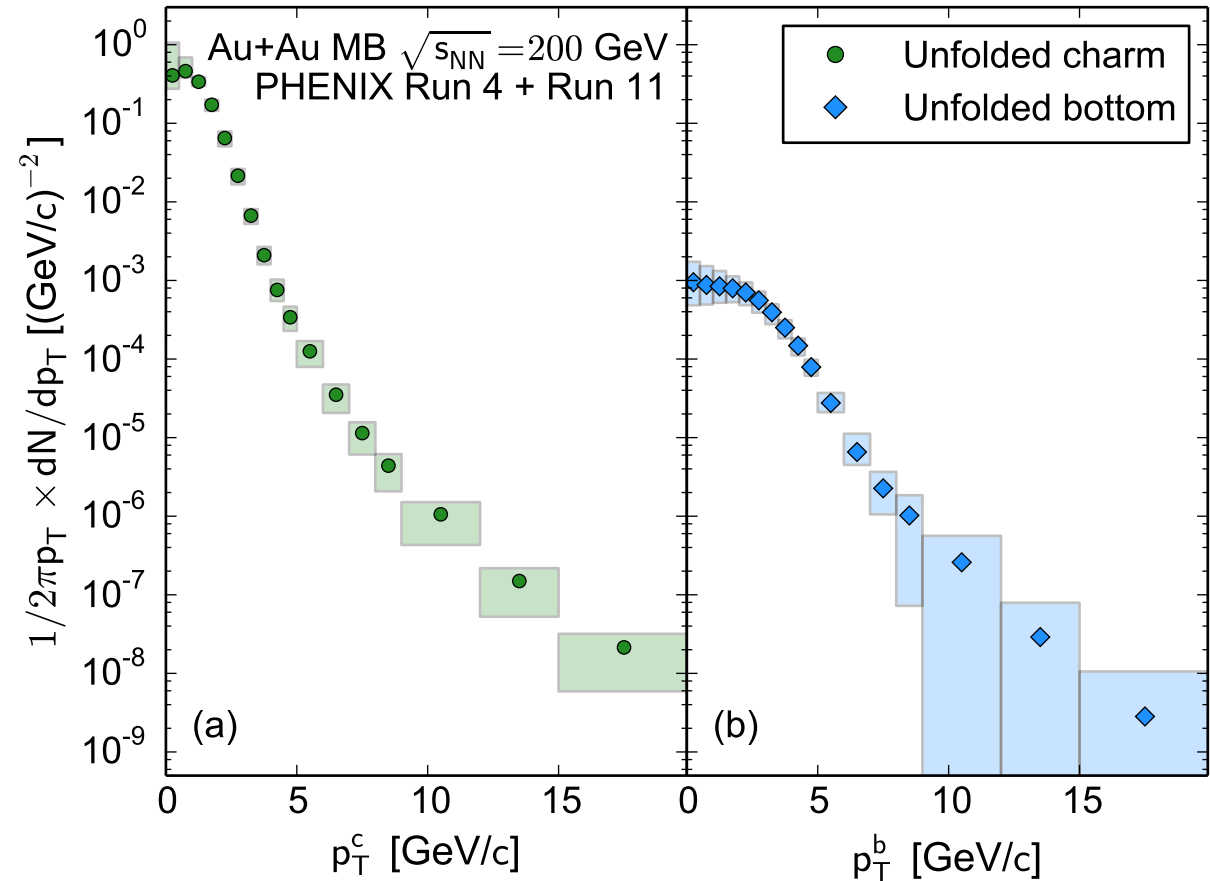 Au+Au MB √s_NN = 200 GeV
PHENIX Run 4 + Run 11
Unfolded charm
Unfolded bottom
1/2πp_T × dN/dp_T [(GeV/c)^-2]
10^0
10^-1
10^-2
10^-3
10^-4
10^-5
10^-6
10^-7
10^-8
10^-9
(a)
(b)
0 5 10 15 0 5 10 15
p_T^c [GeV/c]
p_T^b [GeV/c]